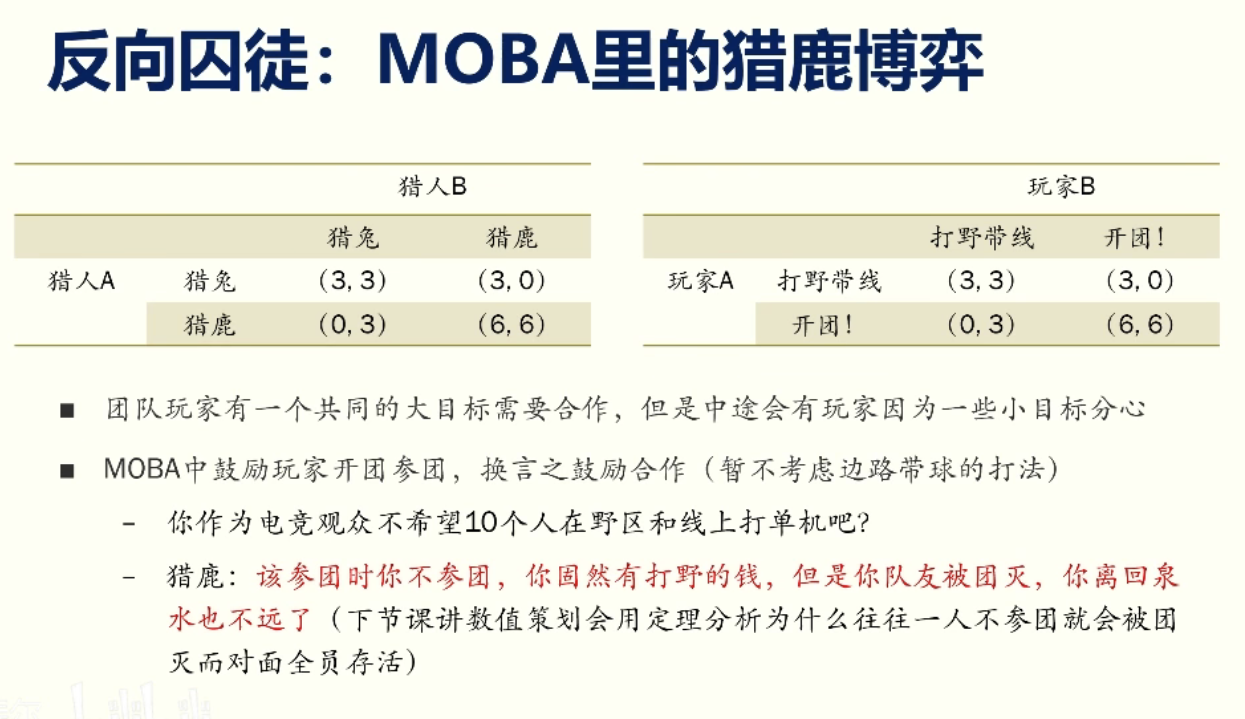 反向囚徒：MOBA里的猎鹿博弈
猎人B
猎兔 猎鹿
猎人A 猎兔 (3, 3) (3, 0)
猎鹿 (0, 3) (6, 6)
玩家B
打野带线 开团！
玩家A 打野带线 (3, 3) (3, 0)
开团！ (0, 3) (6, 6)
■ 团队玩家有一个共同的大目标需要合作，但是中途会有玩家因为一些小目标分心
■ MOBA中鼓励玩家开团参团，换言之鼓励合作（暂不考虑边路带球的打法）
– 你作为电竞观众不希望10个人在野区和线上打单机吧？
– 猎鹿：该参团时你不参团，你固然有打野的钱，但是你队友被团灭，你离回泉
水也不远了（下节课讲数值策划会用定理分析为什么往往一人不参团就会被团
灭而对面全员存活）